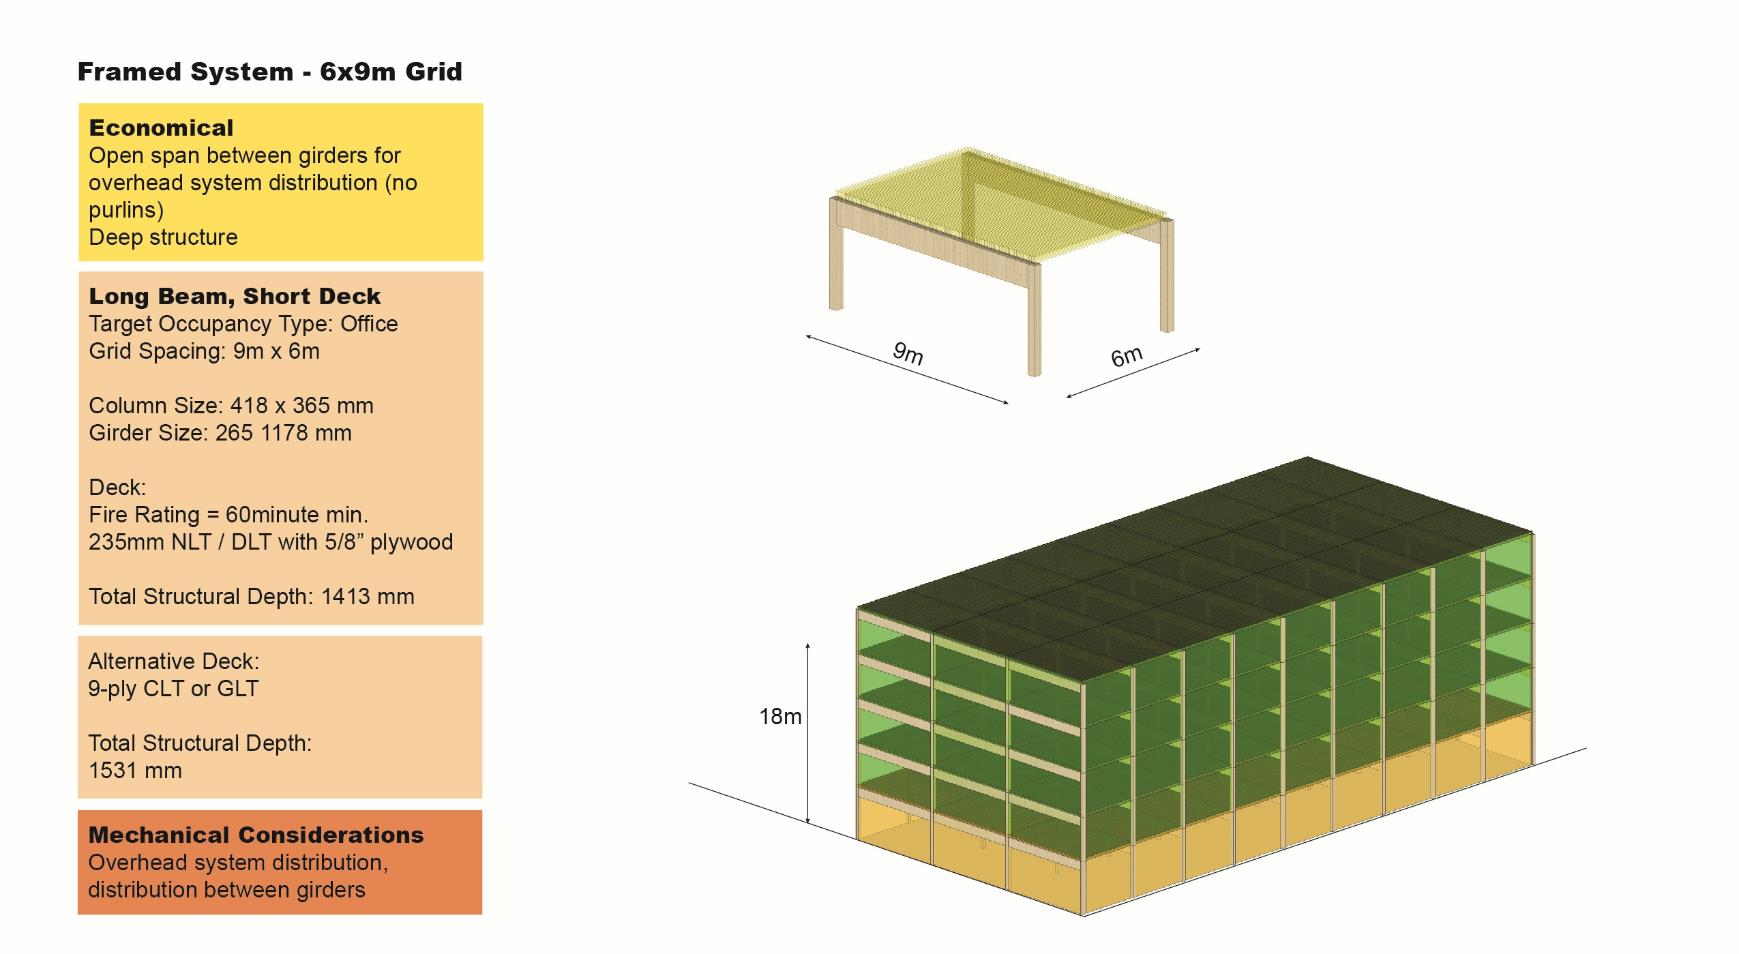 Framed System - 6x9m Grid
Economical
Open span between girders for
overhead system distribution (no
purlins)
Deep structure
Long Beam, Short Deck
Target Occupancy Type: Office
Grid Spacing: 9m x 6m
Column Size: 418 x 365 mm
Girder Size: 265 1178 mm
Deck:
Fire Rating = 60minute min.
235mm NLT / DLT with 5/8” plywood
Total Structural Depth: 1413 mm
Alternative Deck:
9-ply CLT or GLT
Total Structural Depth:
1531 mm
Mechanical Considerations
Overhead system distribution,
distribution between girders
9m
6m
18m